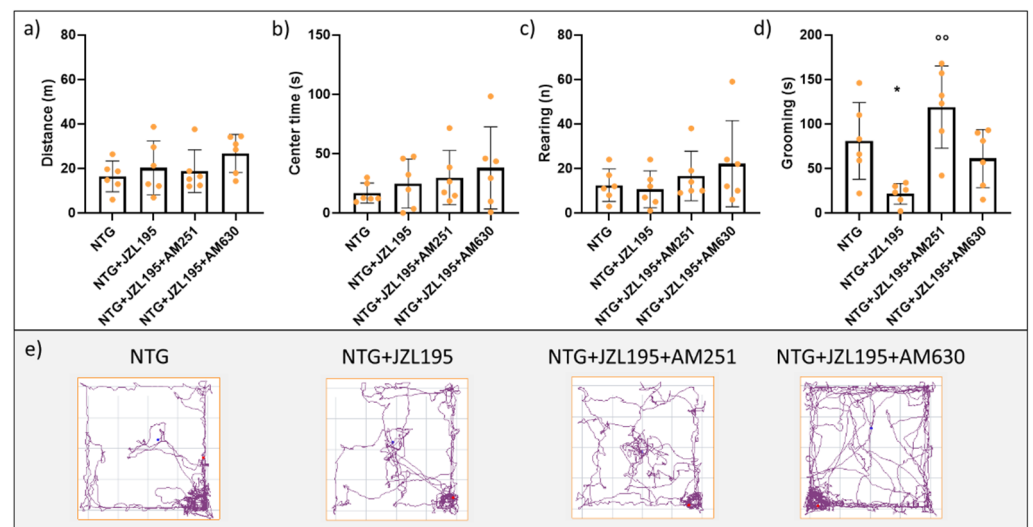 a)
80
60
40
20
0
Distance (m)
NTG
NTG+JZL195
NTG+JZL195+AM251
NTG+JZL195+AM630
b)
150
100
50
0
Center time (s)
NTG
NTG+JZL195
NTG+JZL195+AM251
NTG+JZL195+AM630
c)
80
60
40
20
0
Rearing (n)
NTG
NTG+JZL195
NTG+JZL195+AM251
NTG+JZL195+AM630
d)
200
150
100
50
0
Grooming (s)
*
°°
NTG
NTG+JZL195
NTG+JZL195+AM251
NTG+JZL195+AM630
e)
NTG
NTG+JZL195
NTG+JZL195+AM251
NTG+JZL195+AM630